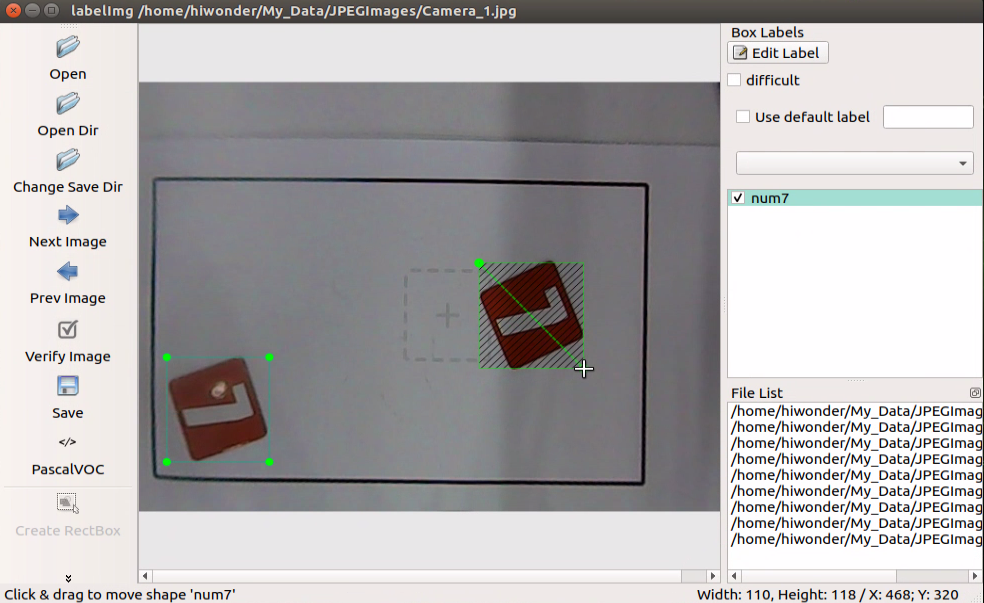 labelImg /home/hiwonder/My_Data/JPEGImages/Camera_1.jpg
Open
Open Dir
Change Save Dir
Next Image
Prev Image
Verify Image
Save
</>
PascalVOC
Create RectBox
Box Labels
Edit Label
difficult
Use default label
num7
File List
/home/hiwonder/My_Data/JPEGImag
/home/hiwonder/My_Data/JPEGImag
/home/hiwonder/My_Data/JPEGImag
/home/hiwonder/My_Data/JPEGImag
/home/hiwonder/My_Data/JPEGImag
/home/hiwonder/My_Data/JPEGImag
/home/hiwonder/My_Data/JPEGImag
/home/hiwonder/My_Data/JPEGImag
/home/hiwonder/My_Data/JPEGImag
7
7
Click & drag to move shape 'num7'
Width: 110, Height: 118 / X: 468; Y: 320